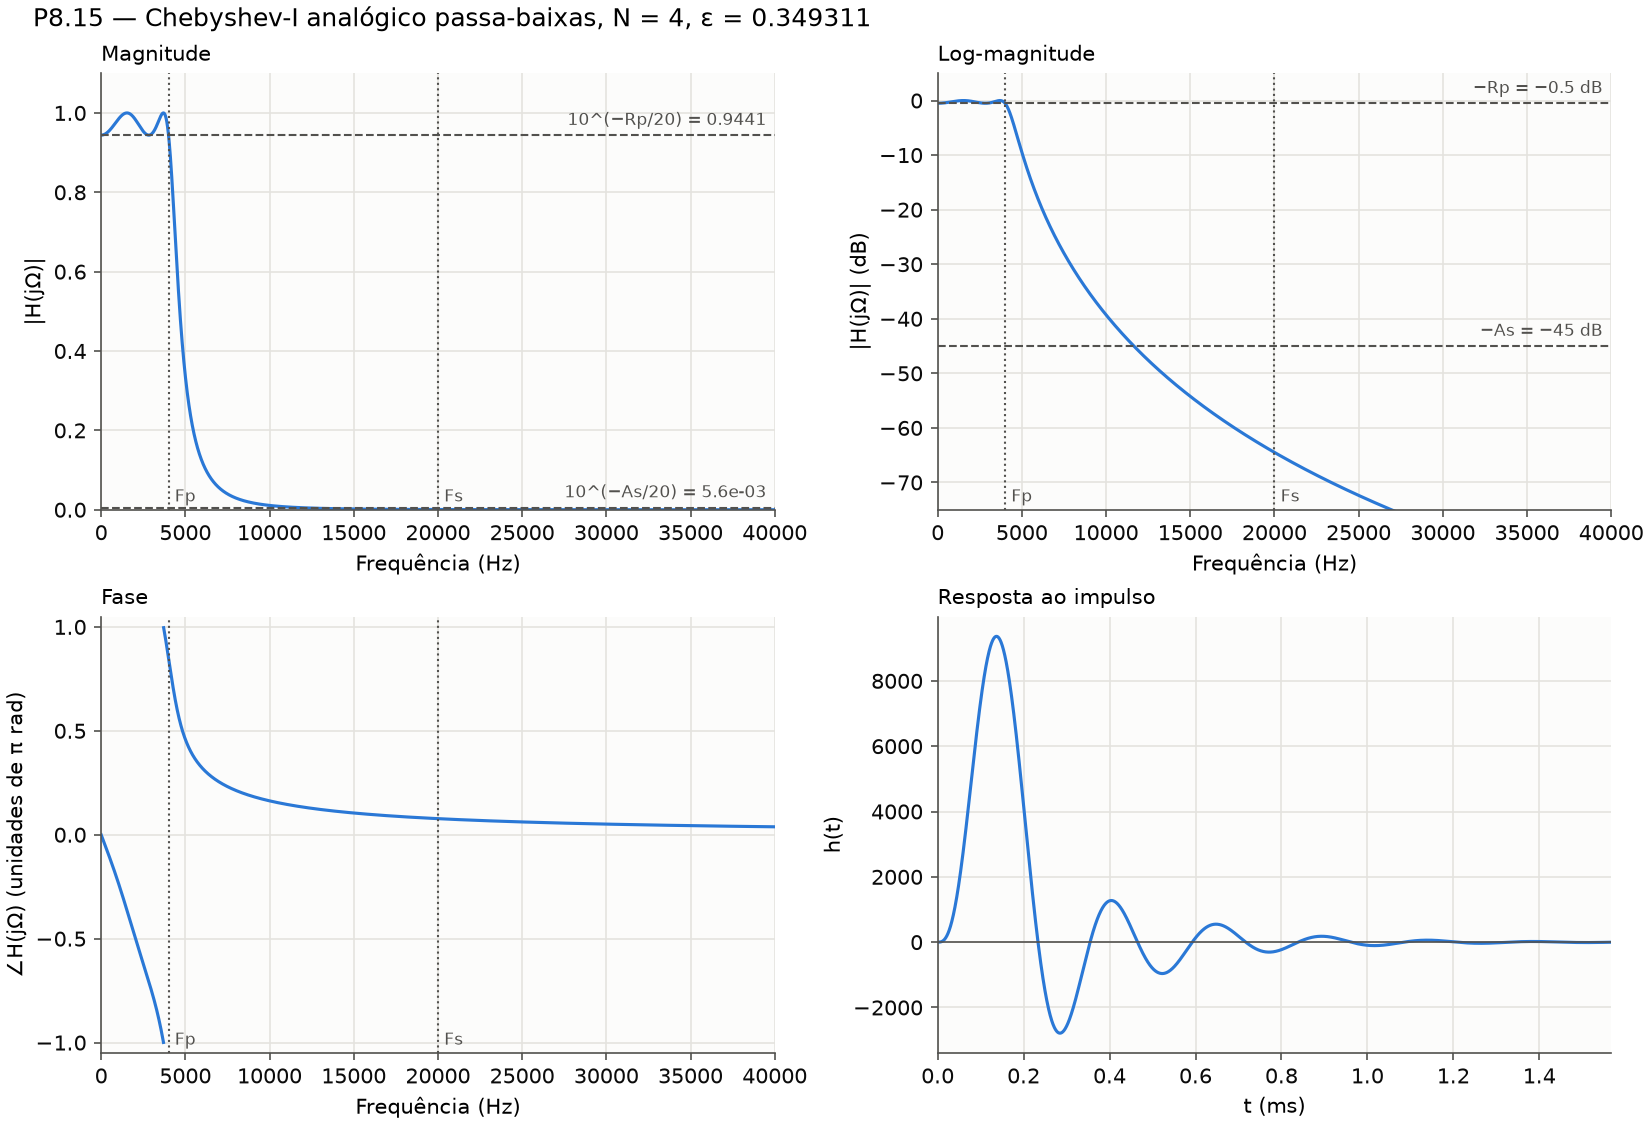 P8.15 — Chebyshev-I analógico passa-baixas, N = 4, ε = 0.349311
Magnitude
|H(jΩ)|
1.0
0.8
0.6
0.4
0.2
0.0
10^(−Rp/20) = 0.9441
10^(−As/20) = 5.6e-03
Fp
Fs
0 5000 10000 15000 20000 25000 30000 35000 40000
Frequência (Hz)
Log-magnitude
|H(jΩ)| (dB)
0
−10
−20
−30
−40
−50
−60
−70
−Rp = −0.5 dB
−As = −45 dB
Fp
Fs
0 5000 10000 15000 20000 25000 30000 35000 40000
Frequência (Hz)
Fase
∠H(jΩ) (unidades de π rad)
1.0
0.5
0.0
−0.5
−1.0
Fp
Fs
0 5000 10000 15000 20000 25000 30000 35000 40000
Frequência (Hz)
Resposta ao impulso
h(t)
8000
6000
4000
2000
0
−2000
0.0 0.2 0.4 0.6 0.8 1.0 1.2 1.4
t (ms)